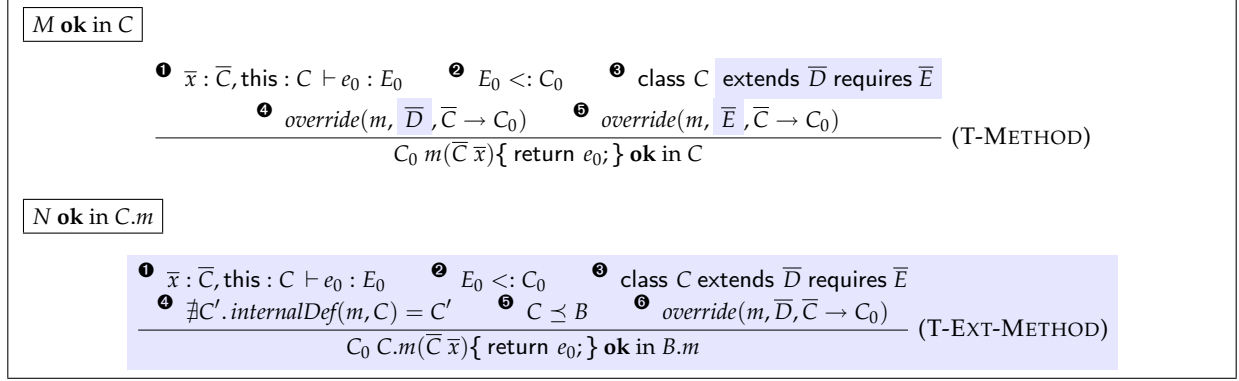 M ok in C
❶ x̅ : C̅, this : C ⊢ e₀ : E₀ ❷ E₀ <: C₀ ❸ class C extends D̅ requires E̅
❹ override(m, D̅, C̅ → C₀) ❺ override(m, E̅, C̅ → C₀)
(T-METHOD)
C₀ m(C̅ x̅){ return e₀; } ok in C
N ok in C.m
❶ x̅ : C̅, this : C ⊢ e₀ : E₀ ❷ E₀ <: C₀ ❸ class C extends D̅ requires E̅
❹ ∄C′. internalDef(m, C) = C′ ❺ C ⪯ B ❻ override(m, D̅, C̅ → C₀)
(T-EXT-METHOD)
C₀ C.m(C̅ x̅){ return e₀; } ok in B.m